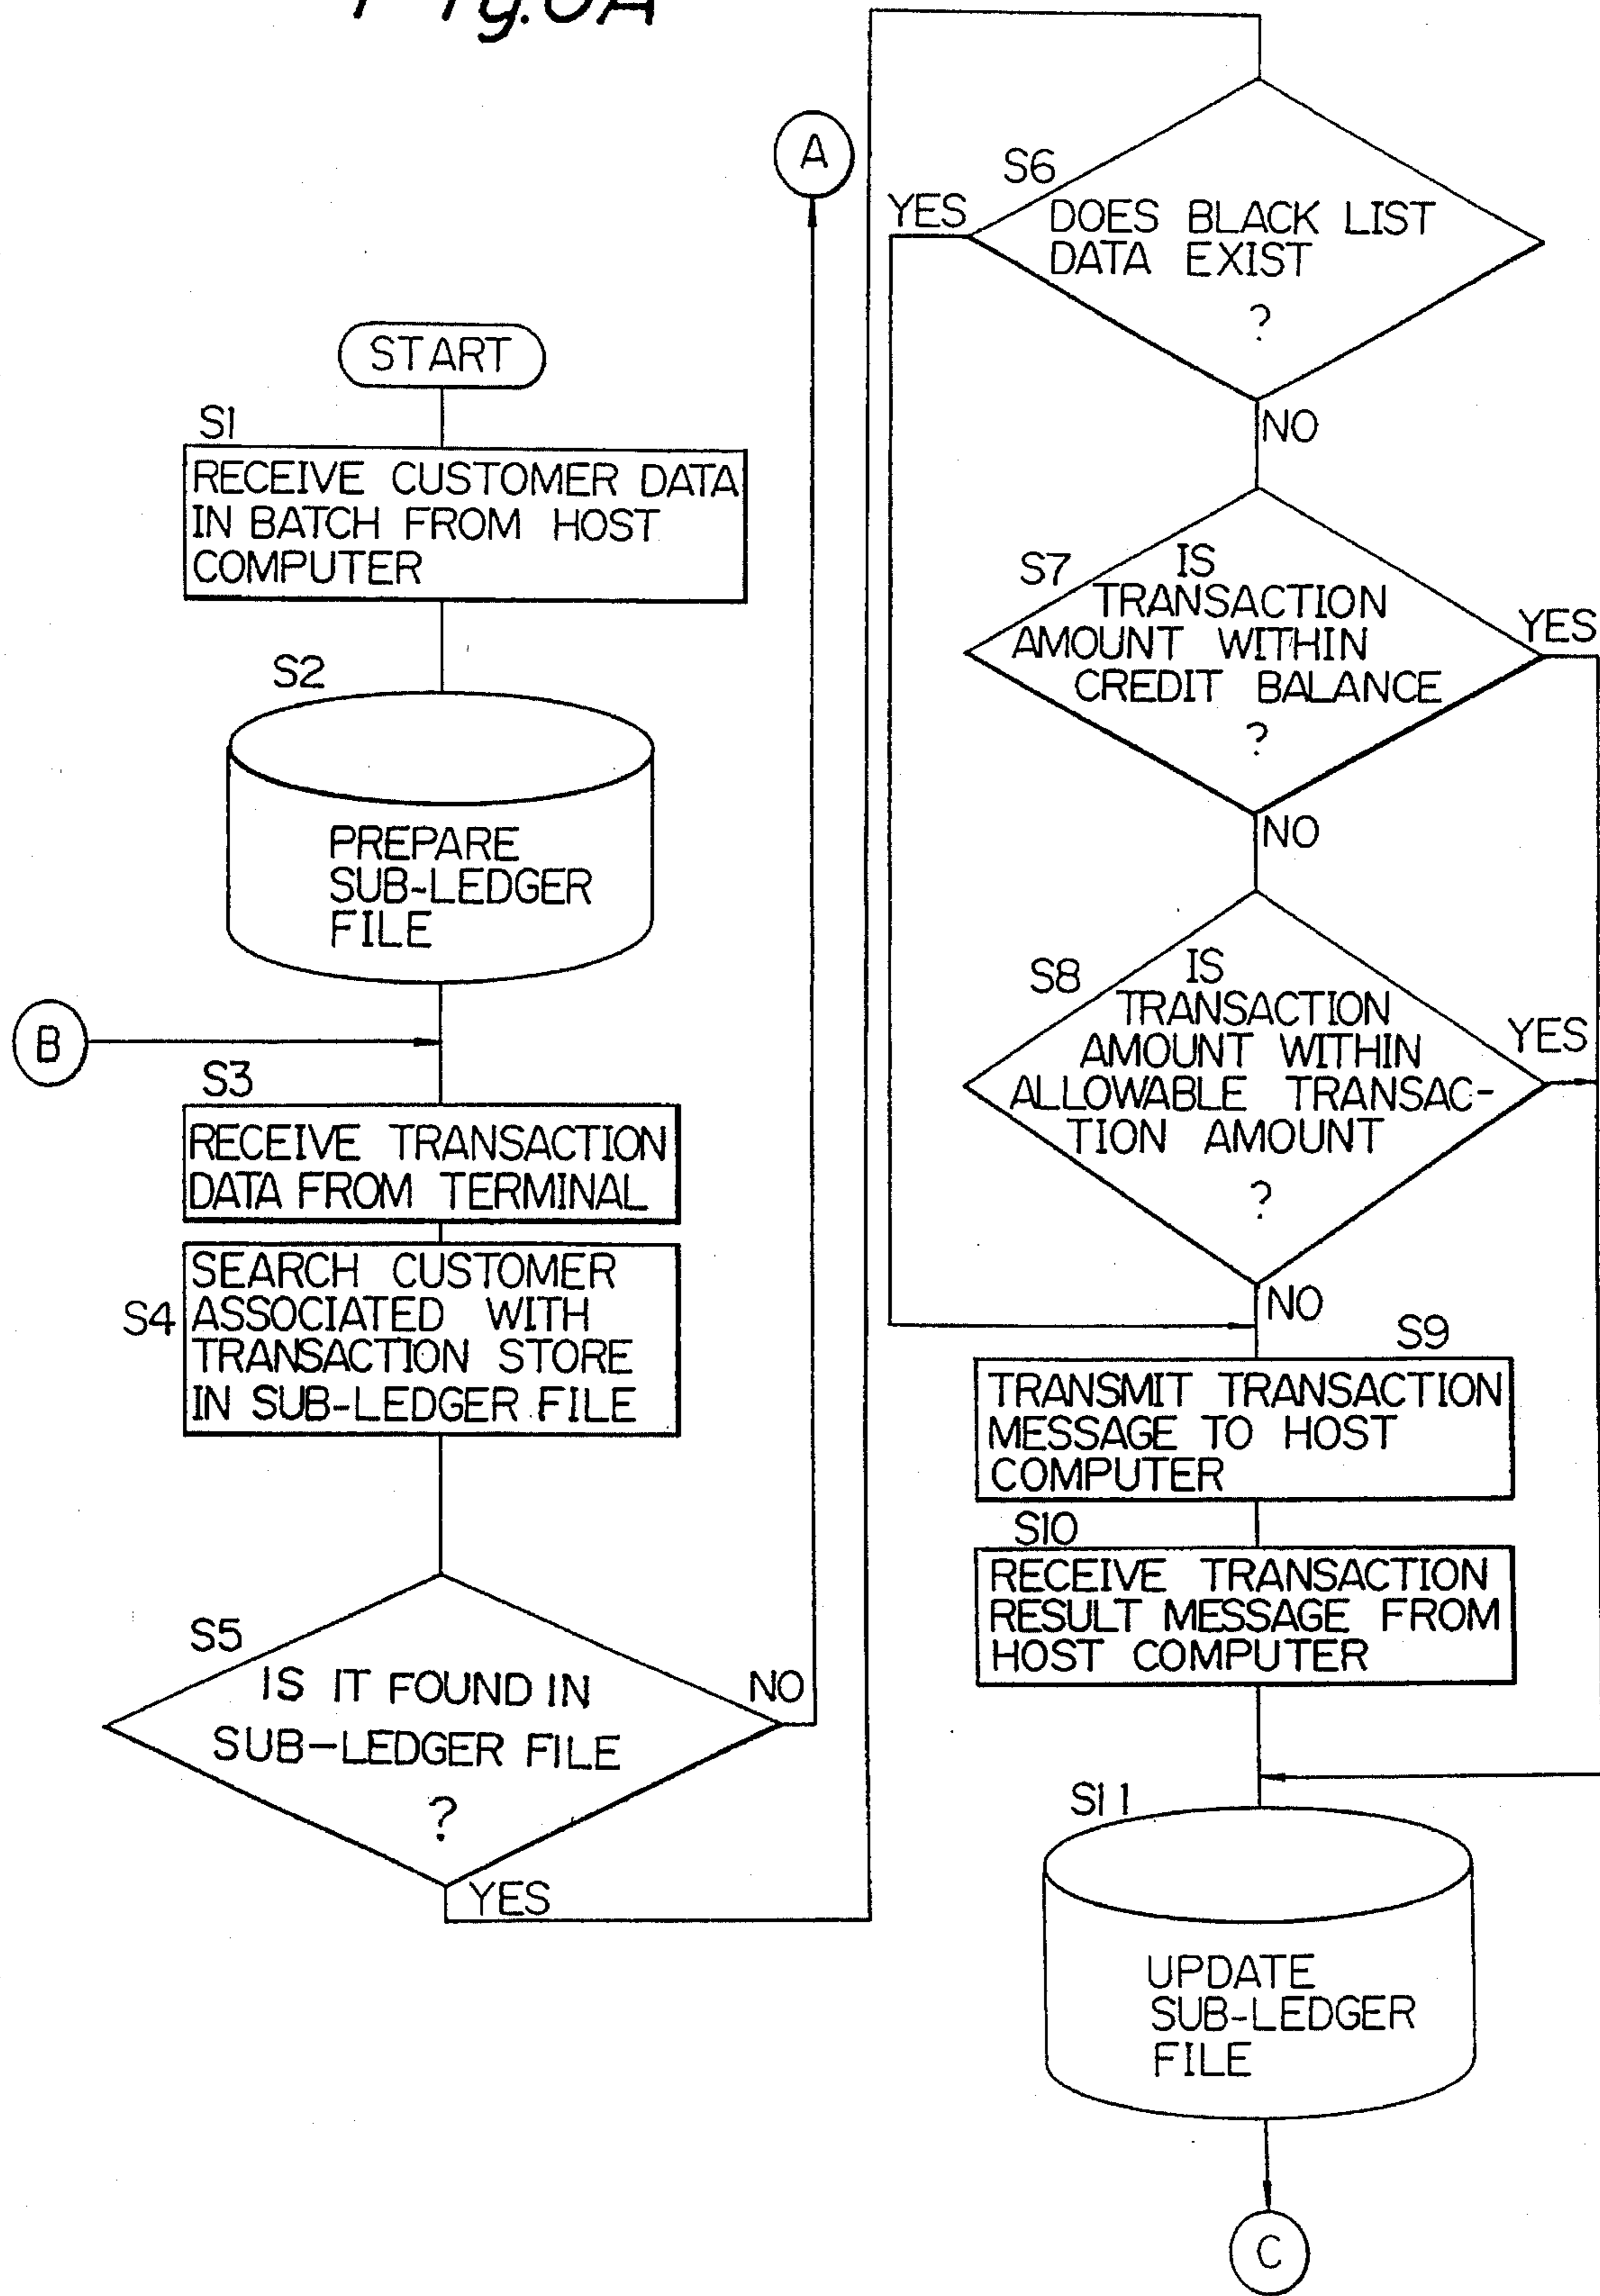 A
START
S1
RECEIVE CUSTOMER DATA
IN BATCH FROM HOST
COMPUTER
S2
PREPARE
SUB-LEDGER
FILE
B
S3
RECEIVE TRANSACTION
DATA FROM TERMINAL
S4
SEARCH CUSTOMER
ASSOCIATED WITH
TRANSACTION STORE
IN SUB-LEDGER FILE
S5
IS IT FOUND IN
SUB-LEDGER FILE
?
NO
YES
S6
YES
DOES BLACK LIST
DATA EXIST
?
NO
S7
IS
TRANSACTION
AMOUNT WITHIN
CREDIT BALANCE
?
YES
NO
S8
IS
TRANSACTION
AMOUNT WITHIN
ALLOWABLE TRANSAC-
TION AMOUNT
?
YES
NO
S9
TRANSMIT TRANSACTION
MESSAGE TO HOST
COMPUTER
S10
RECEIVE TRANSACTION
RESULT MESSAGE FROM
HOST COMPUTER
S11
UPDATE
SUB-LEDGER
FILE
C